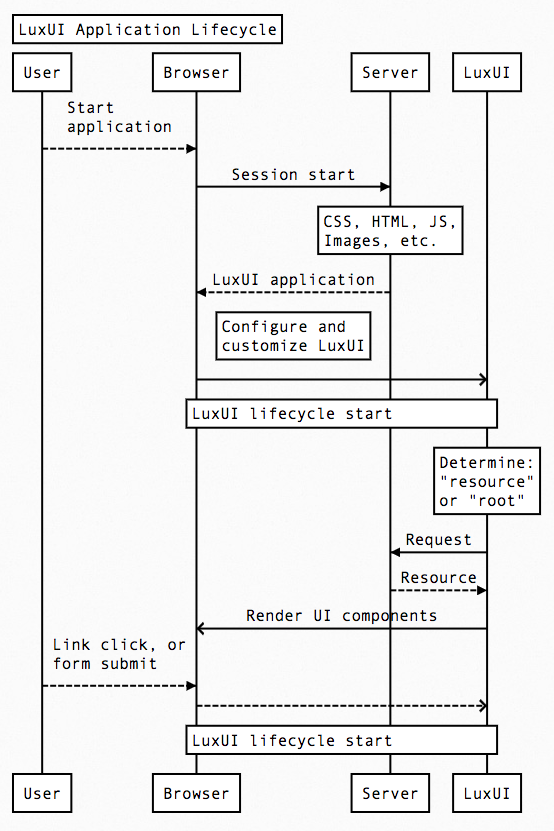 LuxUI Application Lifecycle
User
Browser
Server
LuxUI
Start
application
Session start
CSS, HTML, JS,
Images, etc.
LuxUI application
Configure and
customize LuxUI
LuxUI lifecycle start
Determine:
"resource"
or "root"
Request
Resource
Render UI components
Link click, or
form submit
LuxUI lifecycle start
User
Browser
Server
LuxUI